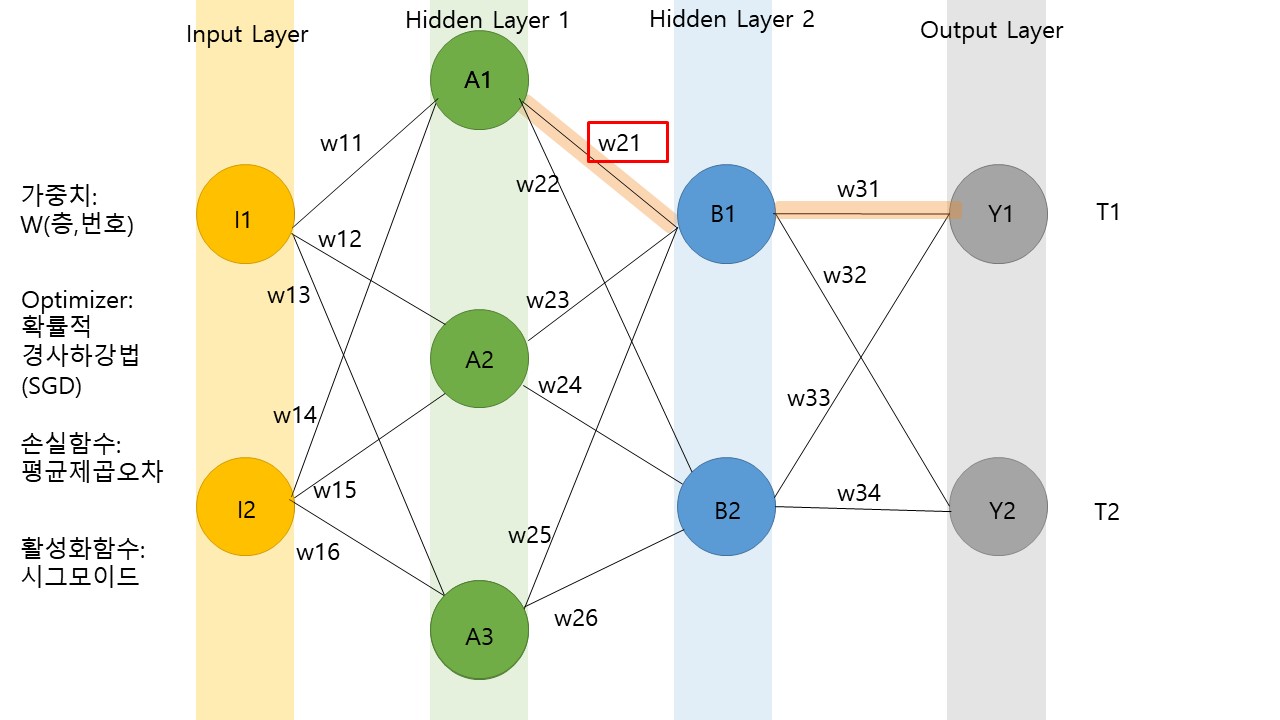 Input Layer
Hidden Layer 1
Hidden Layer 2
Output Layer
가중치:
W(층,번호)
Optimizer:
확률적
경사하강법
(SGD)
손실함수:
평균제곱오차
활성화함수:
시그모이드
I1
I2
w11
w12
w13
w14
w15
w16
A1
A2
A3
w21
w22
w23
w24
w25
w26
B1
B2
w31
w32
w33
w34
Y1
Y2
T1
T2